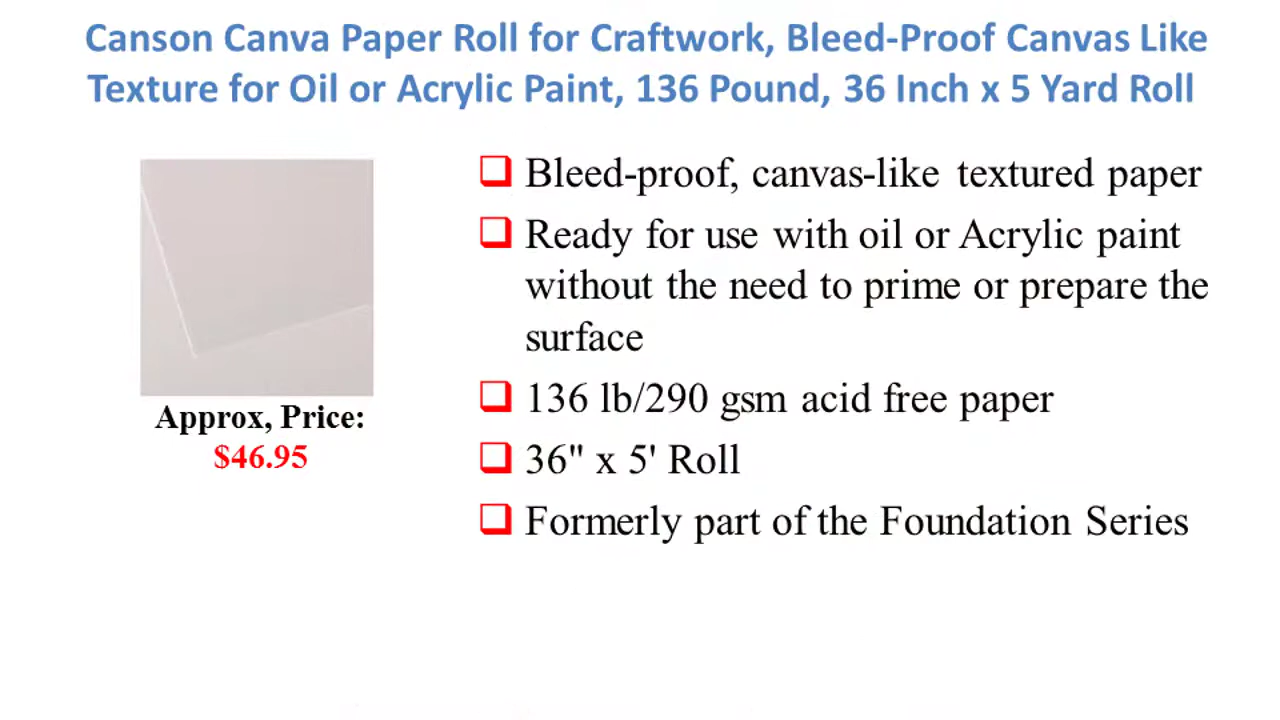 Canson Canva Paper Roll for Craftwork, Bleed-Proof Canvas Like
Texture for Oil or Acrylic Paint, 136 Pound, 36 Inch x 5 Yard Roll
Approx, Price:
$46.95
Bleed-proof, canvas-like textured paper
Ready for use with oil or Acrylic paint
without the need to prime or prepare the
surface
136 lb/290 gsm acid free paper
36" x 5' Roll
Formerly part of the Foundation Series